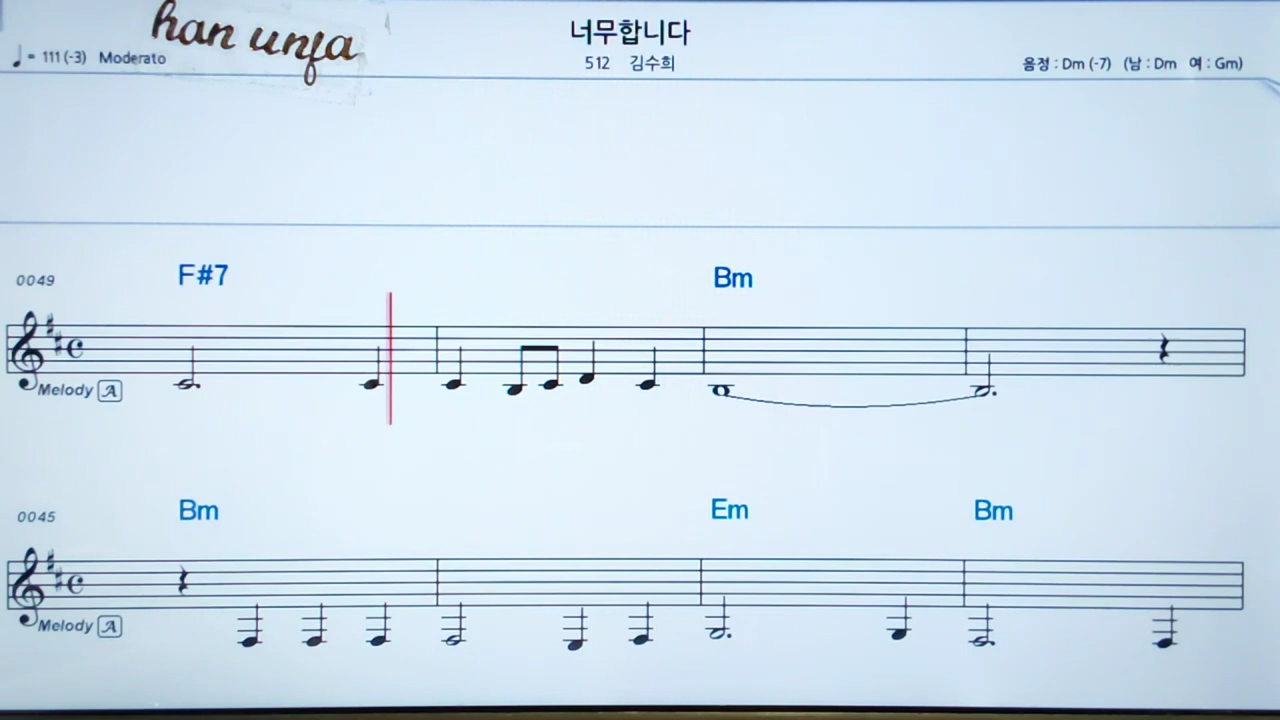 han unfa
너무합니다
♩= 111 (-3) Moderato
512 김수희
음정 : Dm (-7) (남 : Dm 여 : Gm)
0049
F#7 Bm
Melody A
0045
Bm Em Bm
Melody A